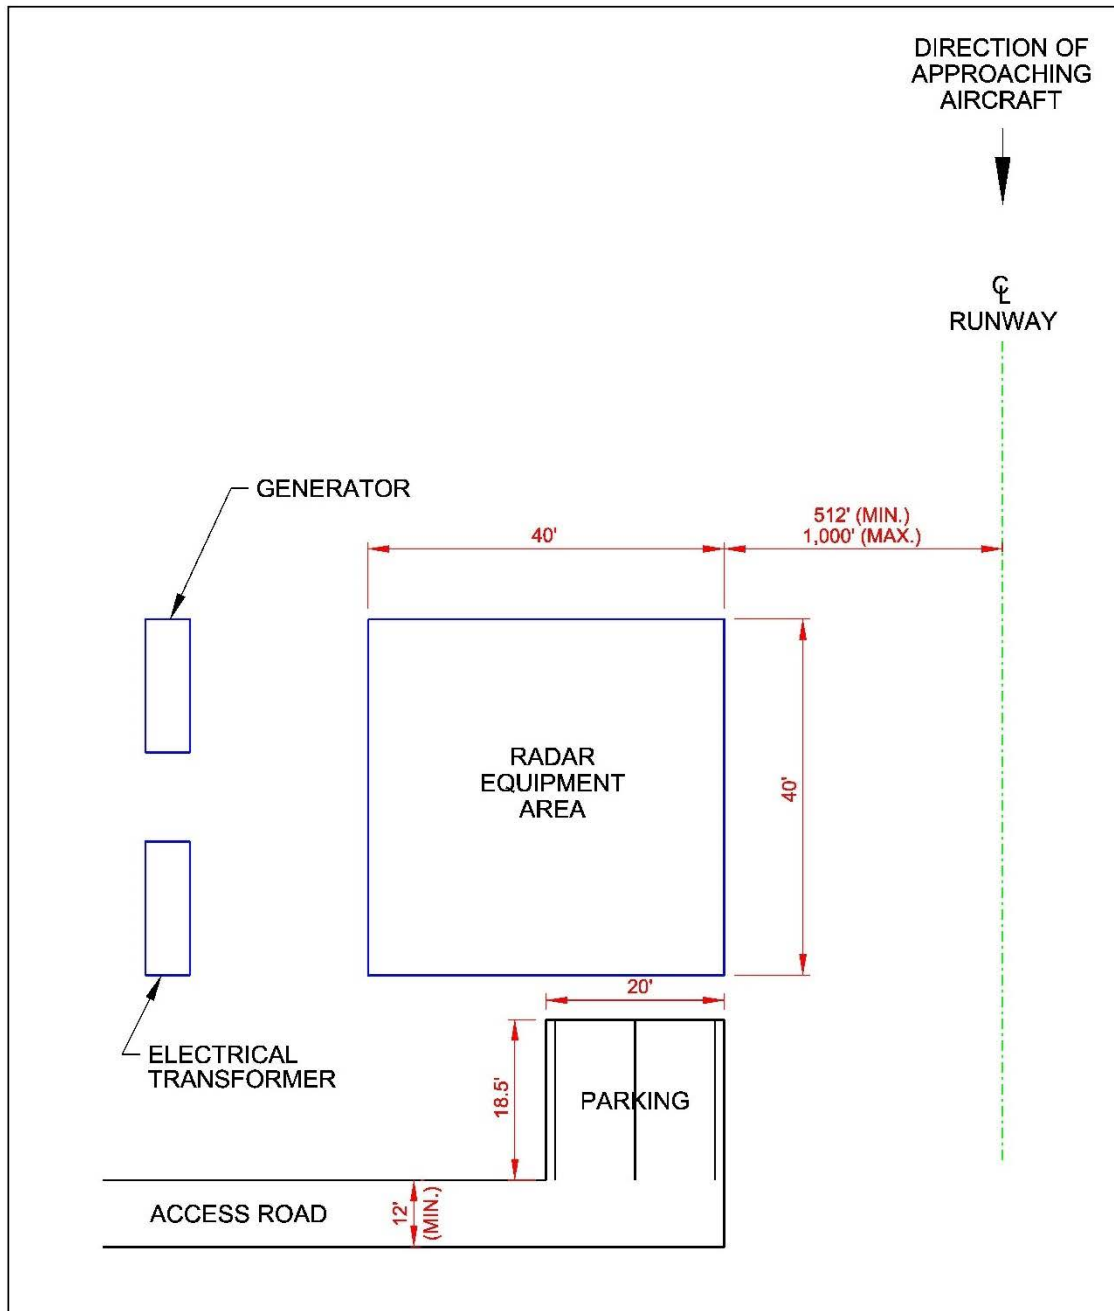 DIRECTION OF
APPROACHING
AIRCRAFT
℄
RUNWAY
GENERATOR
512' (MIN.)
1,000' (MAX.)
40'
RADAR
EQUIPMENT
AREA
40'
20'
ELECTRICAL
TRANSFORMER
18.5'
PARKING
ACCESS ROAD
12'
(MIN.)